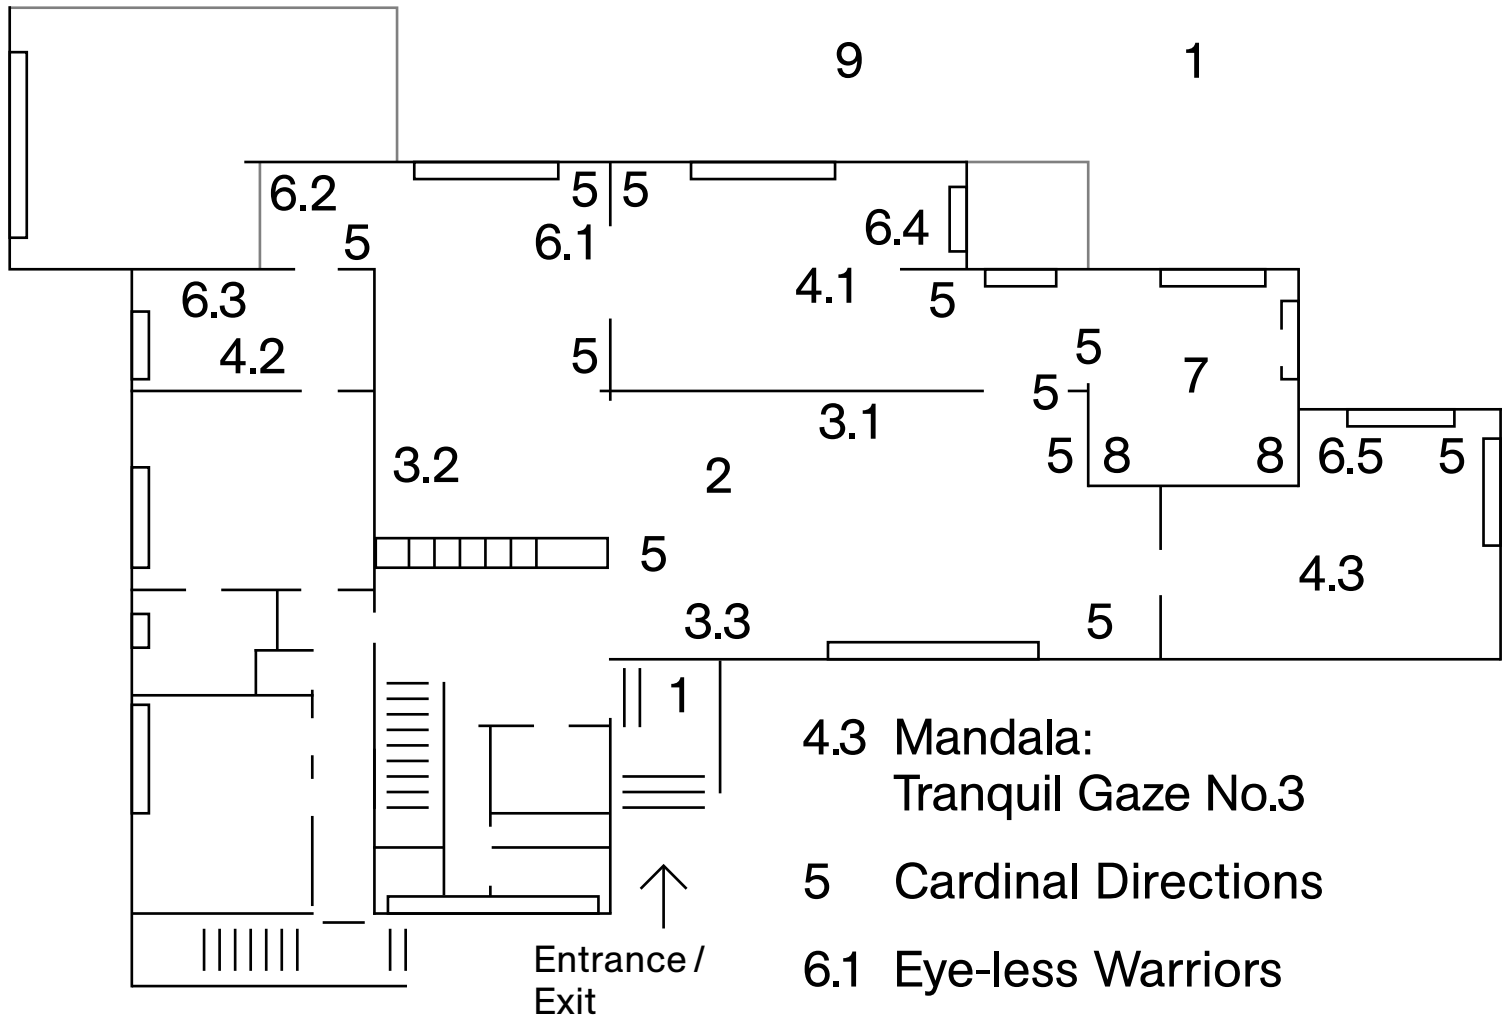 9 1
6.2 5 5
5 6.1 6.4
6.3 4.1 5
4.2 5 5 7
5
3.1
3.2 2 5 8 8 6.5 5
5 4.3
3.3 5
1
4.3 Mandala:
Tranquil Gaze No.3
5 Cardinal Directions
Entrance /
Exit
6.1 Eye-less Warriors